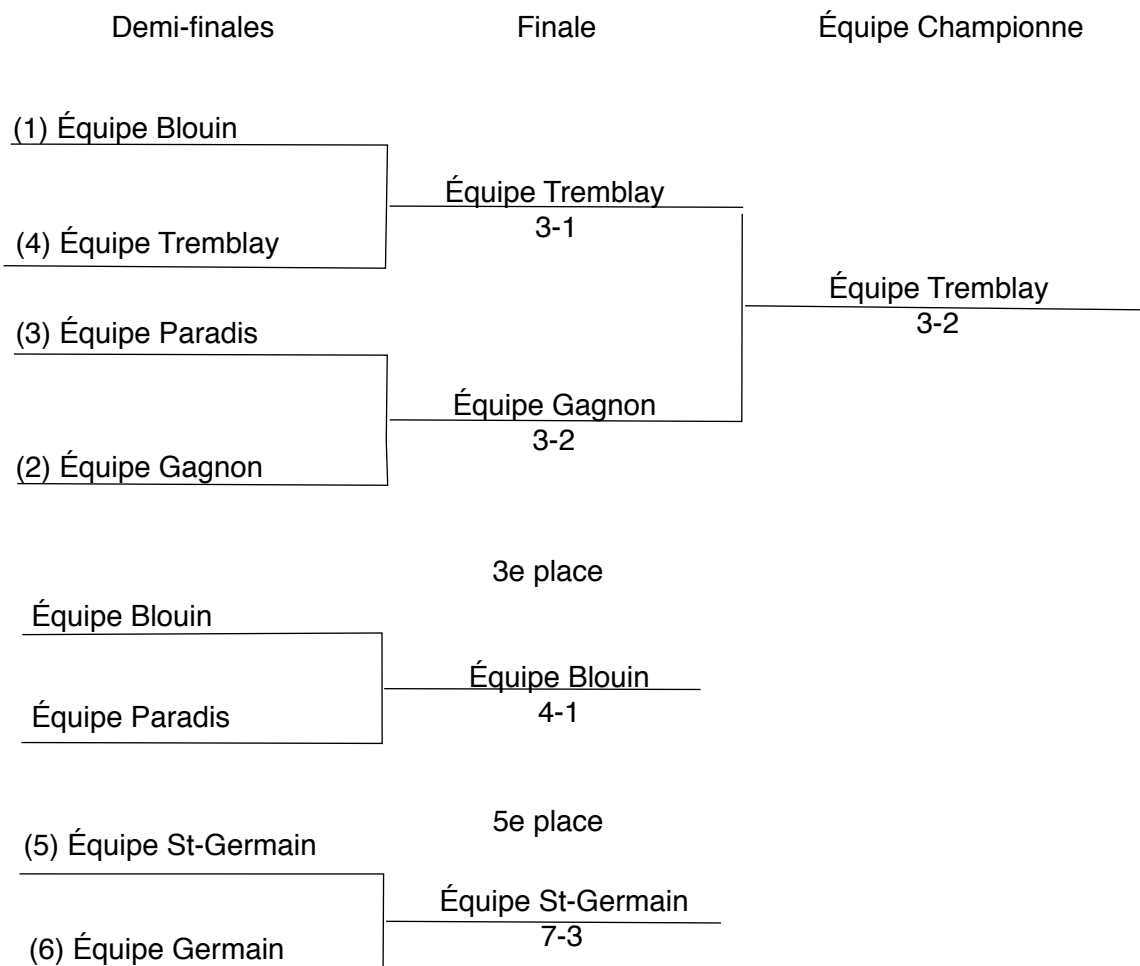 Demi-finales Finale Équipe Championne
(1) Équipe Blouin
Équipe Tremblay
3-1
(4) Équipe Tremblay
Équipe Tremblay
3-2
(3) Équipe Paradis
Équipe Gagnon
3-2
(2) Équipe Gagnon
3e place
Équipe Blouin
Équipe Blouin
4-1
Équipe Paradis
5e place
(5) Équipe St-Germain
Équipe St-Germain
7-3
(6) Équipe Germain